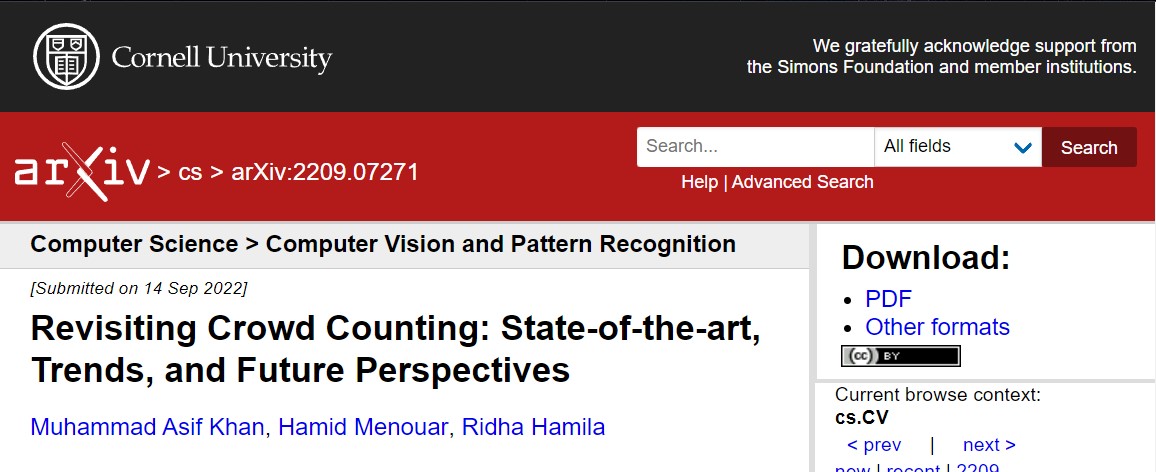 Cornell University
We gratefully acknowledge support from
the Simons Foundation and member institutions.
arXiv > cs > arXiv:2209.07271
Search...
All fields
Search
Help | Advanced Search
Computer Science > Computer Vision and Pattern Recognition
[Submitted on 14 Sep 2022]
Revisiting Crowd Counting: State-of-the-art,
Trends, and Future Perspectives
Muhammad Asif Khan, Hamid Menouar, Ridha Hamila
Download:
PDF
Other formats
(cc) BY
Current browse context:
cs.CV
< prev | next >
new | recent | 2209